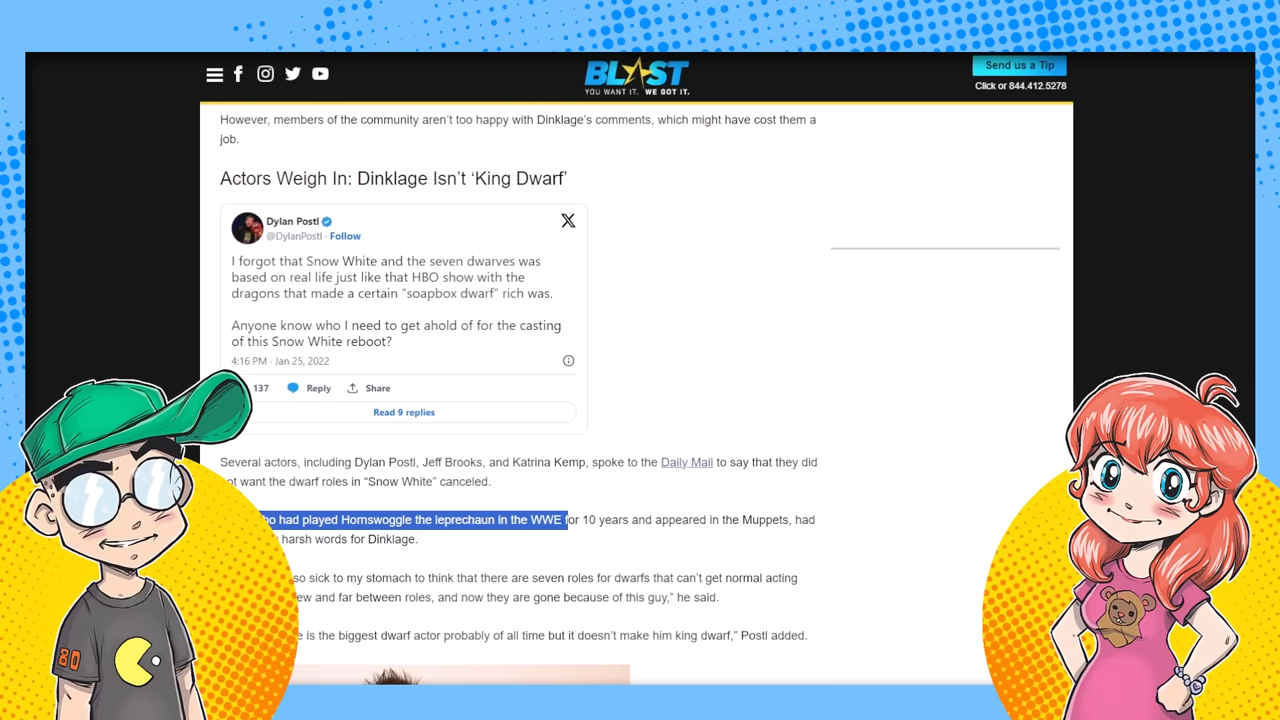 BLAST
YOU WANT IT. WE GOT IT.
Send us a Tip
Click or 844.412.5278
However, members of the community aren't too happy with Dinklage's comments, which might have cost them a
job.
Actors Weigh In: Dinklage Isn't 'King Dwarf'
Dylan Postl
@DylanPostl · Follow
I forgot that Snow White and the seven dwarves was
based on real life just like that HBO show with the
dragons that made a certain "soapbox dwarf" rich was.
Anyone know who I need to get ahold of for the casting
of this Snow White reboot?
4:16 PM · Jan 25, 2022
137 Reply Share
Read 9 replies
Several actors, including Dylan Postl, Jeff Brooks, and Katrina Kemp, spoke to the Daily Mail to say that they did
want the dwarf roles in "Snow White" canceled.
had played Hornswoggle the leprechaun in the WWE for 10 years and appeared in the Muppets, had
harsh words for Dinklage.
so sick to my stomach to think that there are seven roles for dwarfs that can't get normal acting
and far between roles, and now they are gone because of this guy," he said.
is the biggest dwarf actor probably of all time but it doesn't make him king dwarf," Postl added.
80